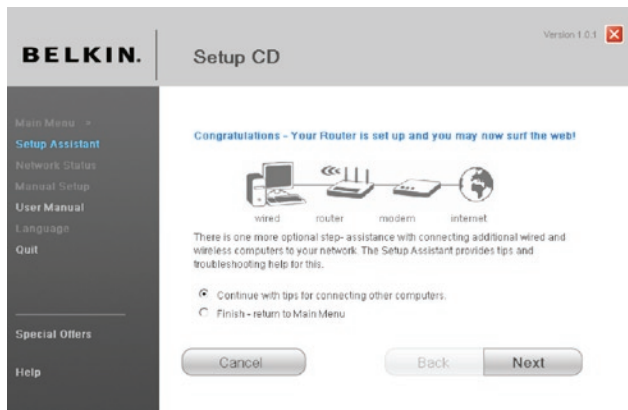 BELKIN.
Setup CD
Version 1.0.1
Main Menu >
Setup Assistant
Network Status
Manual Setup
User Manual
Language
Quit
Special Offers
Help
Congratulations - Your Router is set up and you may now surf the web!
wired router modem internet
There is one more optional step- assistance with connecting additional wired and
wireless computers to your network. The Setup Assistant provides tips and
troubleshooting help for this.
Continue with tips for connecting other computers.
Finish - return to Main Menu
Cancel
Back
Next